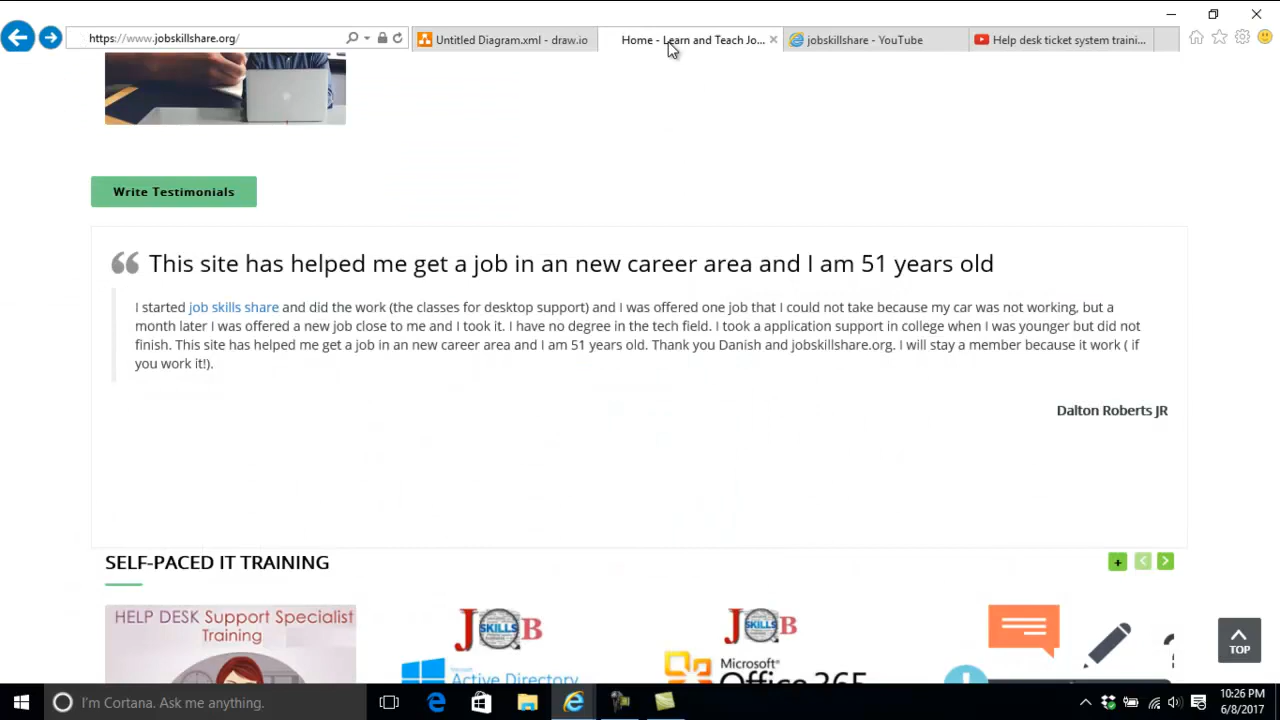 https://www.jobskillshare.org/
Untitled Diagram.xml - draw.io
Home - Learn and Teach Jo...
jobskillshare - YouTube
Help desk ticket system traini...
Write Testimonials
This site has helped me get a job in an new career area and I am 51 years old
I started job skills share and did the work (the classes for desktop support) and I was offered one job that I could not take because my car was not working, but a
month later I was offered a new job close to me and I took it. I have no degree in the tech field. I took a application support in college when I was younger but did not
finish. This site has helped me get a job in an new career area and I am 51 years old. Thank you Danish and jobskillshare.org. I will stay a member because it work ( if
you work it!).
Dalton Roberts JR
SELF-PACED IT TRAINING
HELP DESK Support Specialist
Training
JOB
SKILLS
Microsoft
Active Directory
JOB
SKILLS
Microsoft
Office 365
TOP
I'm Cortana. Ask me anything.
10:26 PM
6/8/2017